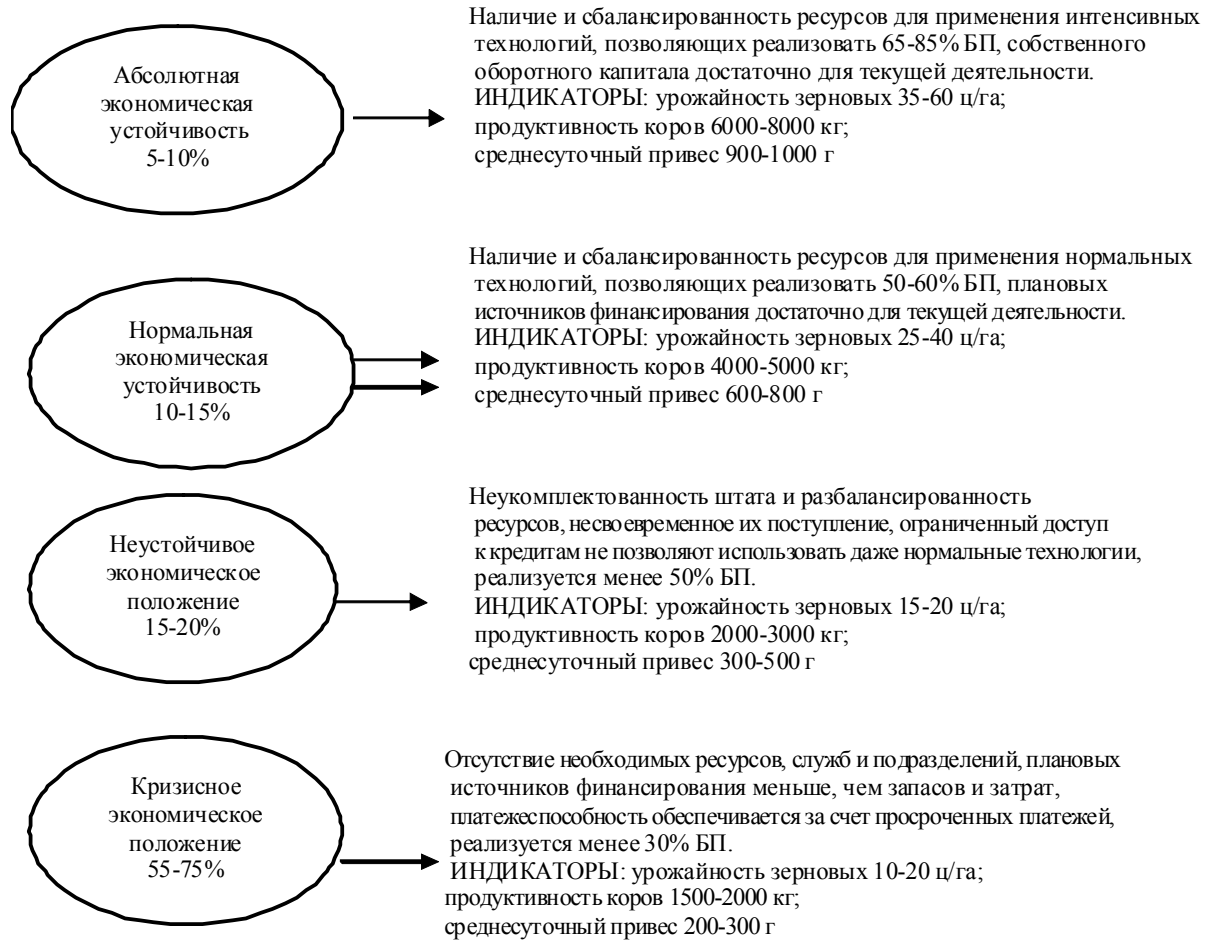 Абсолютная
экономическая
устойчивость
5-10%
Наличие и сбалансированность ресурсов для применения интенсивных
технологий, позволяющих реализовать 65-85% БП, собственного
оборотного капитала достаточно для текущей деятельности.
ИНДИКАТОРЫ: урожайность зерновых 35-60 ц/га;
продуктивность коров 6000-8000 кг;
среднесуточный привес 900-1000 г
Нормальная
экономическая
устойчивость
10-15%
Наличие и сбалансированность ресурсов для применения нормальных
технологий, позволяющих реализовать 50-60% БП, плановых
источников финансирования достаточно для текущей деятельности.
ИНДИКАТОРЫ: урожайность зерновых 25-40 ц/га;
продуктивность коров 4000-5000 кг;
среднесуточный привес 600-800 г
Неустойчивое
экономическое
положение
15-20%
Неукомплектованность штата и разбалансированность
ресурсов, несвоевременное их поступление, ограниченный доступ
к кредитам не позволяют использовать даже нормальные технологии,
реализуется менее 50% БП.
ИНДИКАТОРЫ: урожайность зерновых 15-20 ц/га;
продуктивность коров 2000-3000 кг;
среднесуточный привес 300-500 г
Кризисное
экономическое
положение
55-75%
Отсутствие необходимых ресурсов, служб и подразделений, плановых
источников финансирования меньше, чем запасов и затрат,
платежеспособность обеспечивается за счет просроченных платежей,
реализуется менее 30% БП.
ИНДИКАТОРЫ: урожайность зерновых 10-20 ц/га;
продуктивность коров 1500-2000 кг;
среднесуточный привес 200-300 г